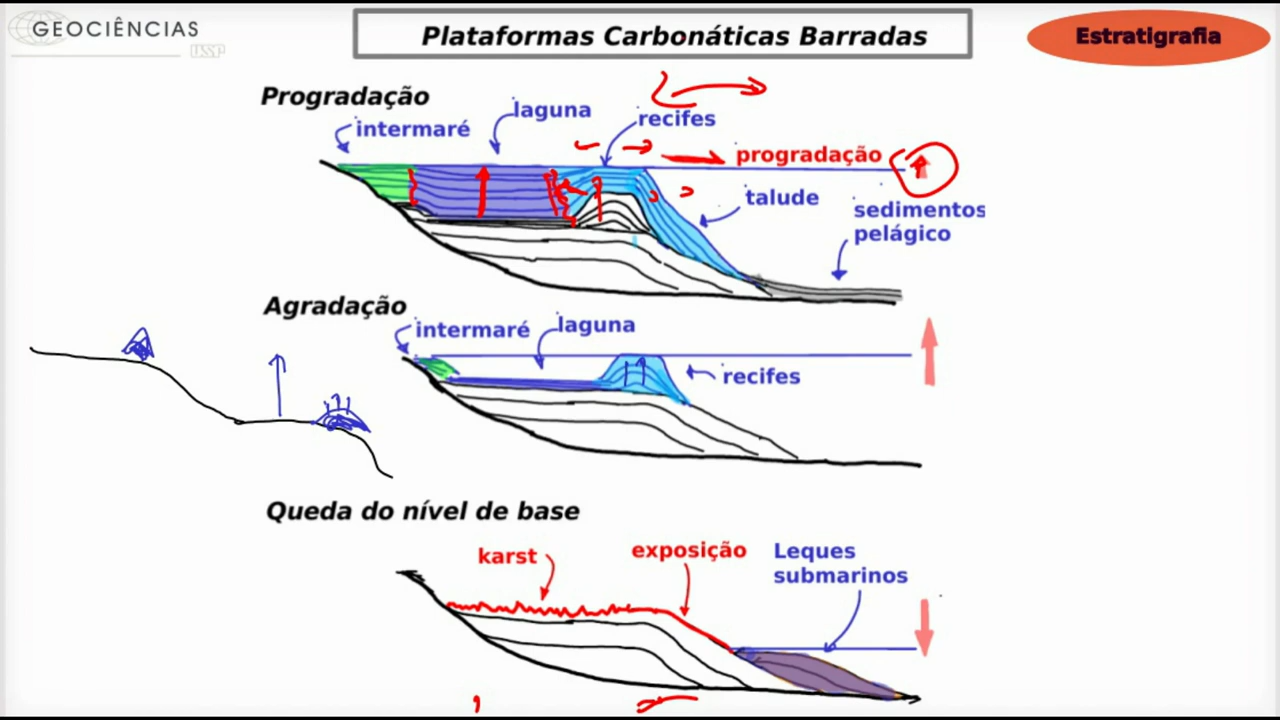 GEOCIÊNCIAS
USSP
Plataformas Carbonáticas Barradas
Estratigrafia
Progradação
laguna
intermaré
recifes
progradação
talude
sedimentos
pelágico
Agradação
intermaré
laguna
recifes
Queda do nível de base
karst
exposição
Leques
submarinos